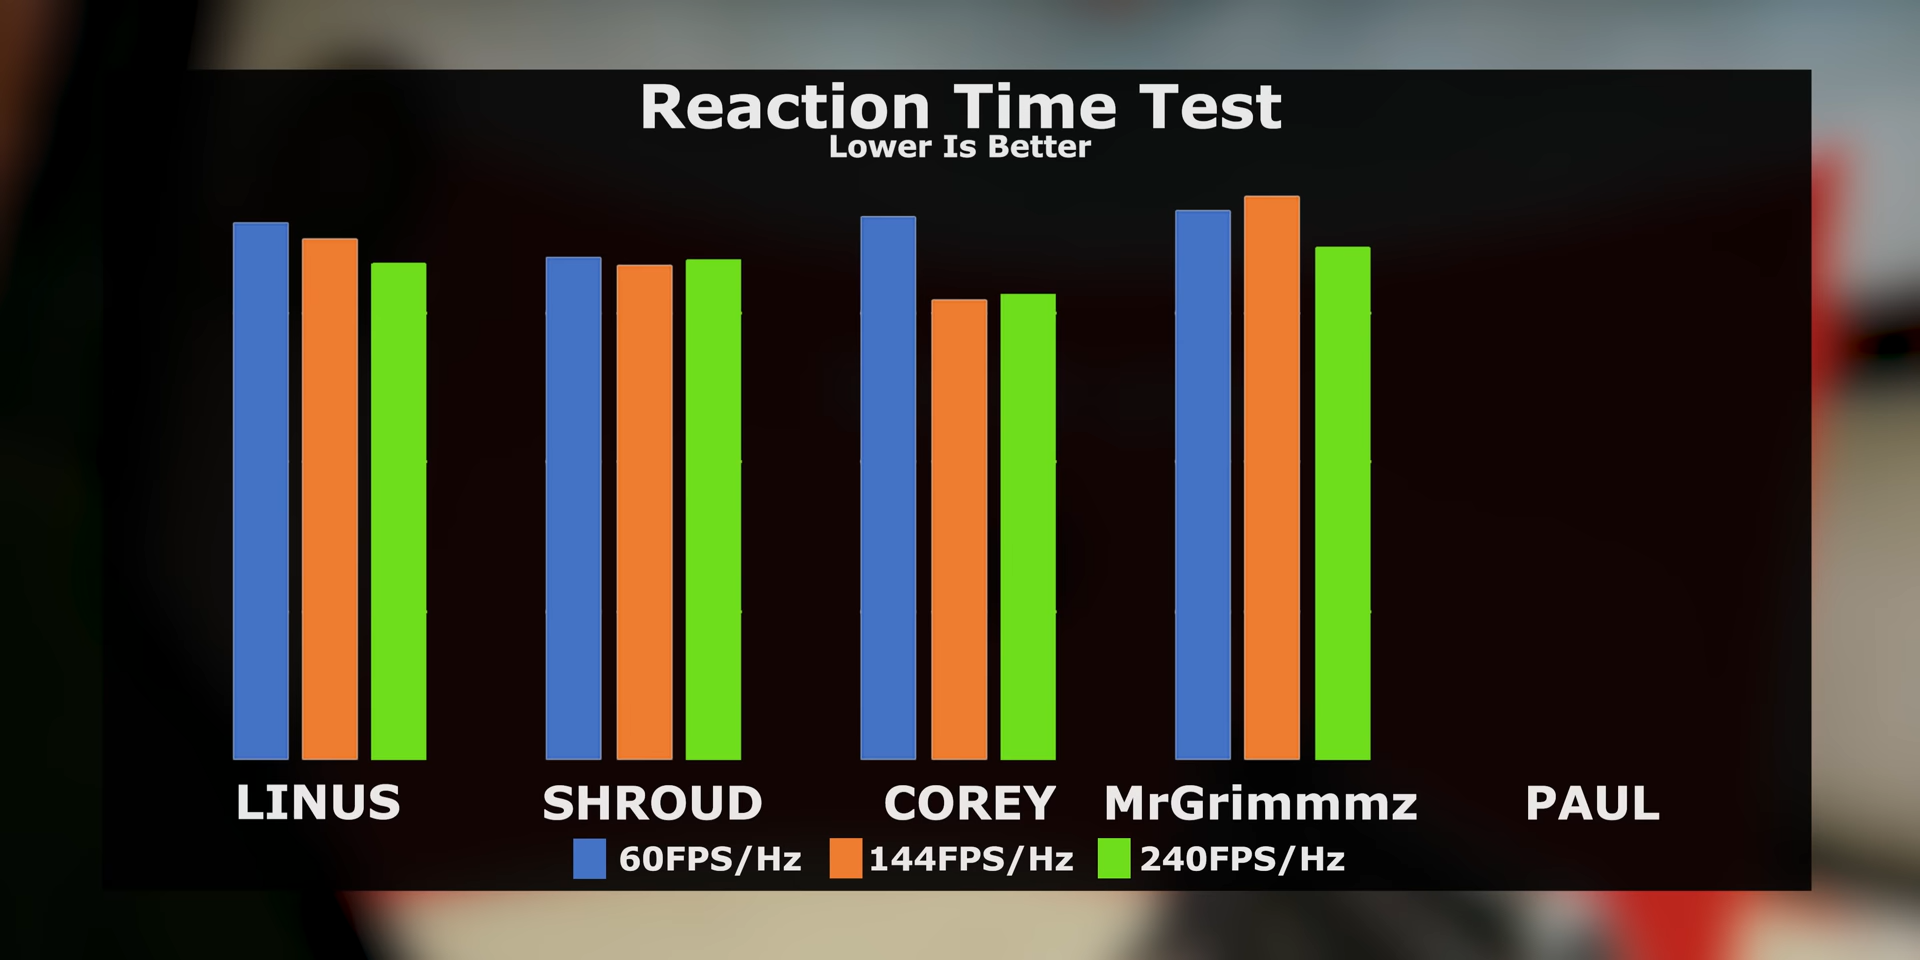 Reaction Time Test
Lower Is Better
LINUS SHROUD COREY MrGrimmmz PAUL
60FPS/Hz 144FPS/Hz 240FPS/Hz